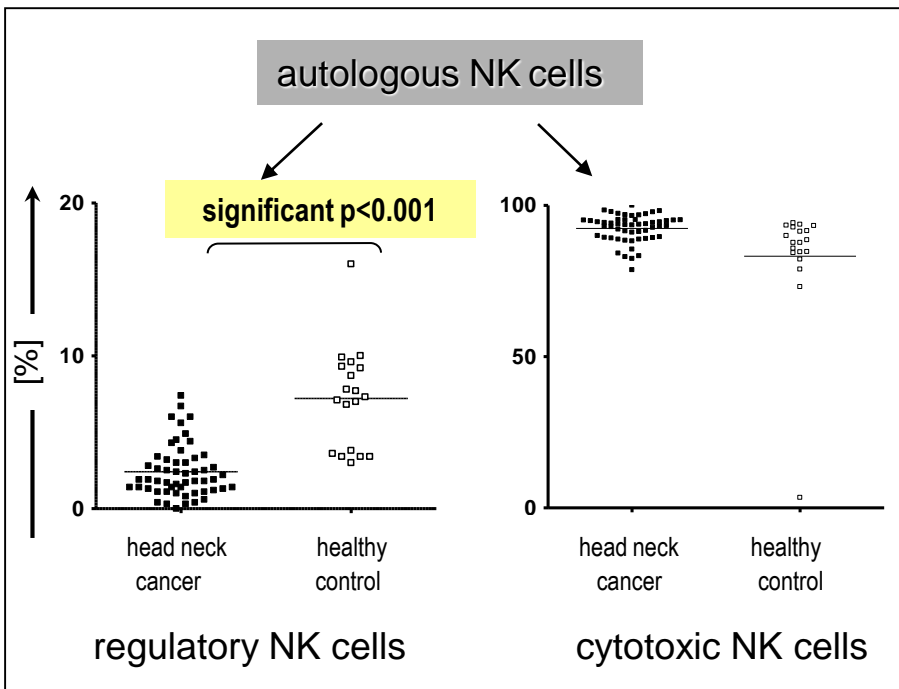 autologous NK cells
significant p<0.001
[%]
20
10
0
head neck
cancer
healthy
control
regulatory NK cells
100
50
0
head neck
cancer
healthy
control
cytotoxic NK cells